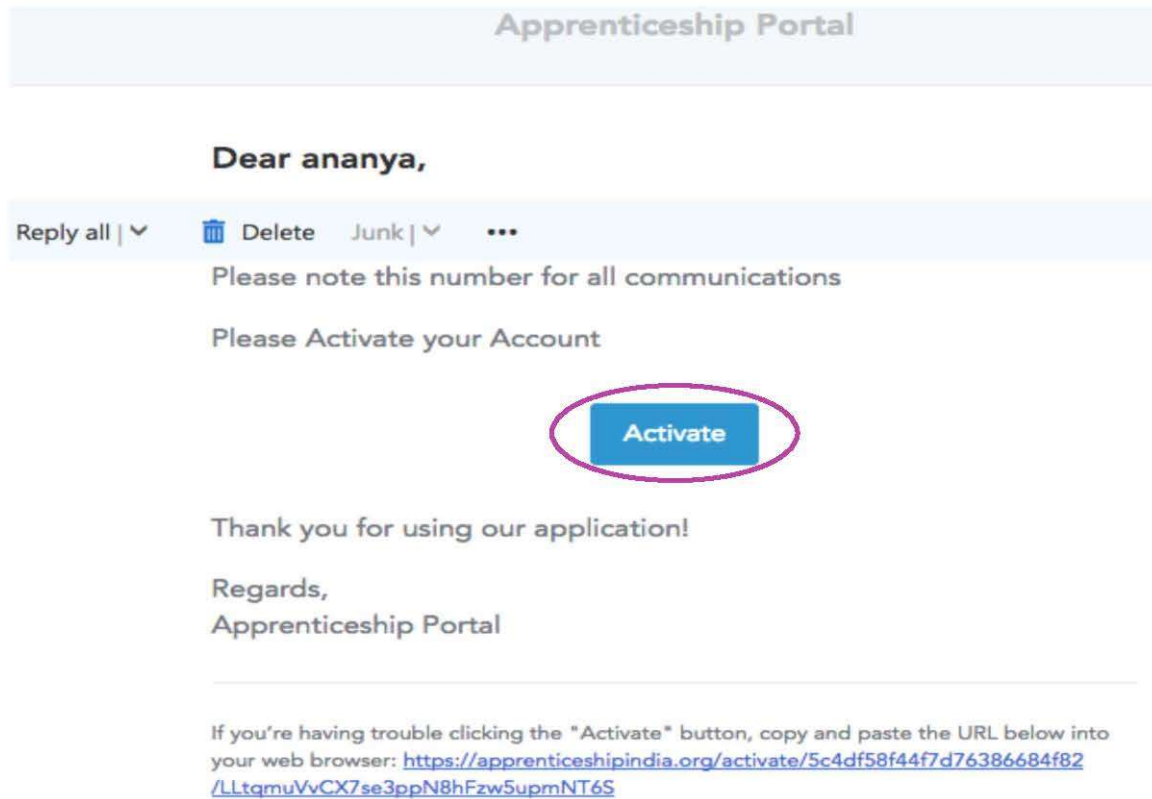 Apprenticeship Portal
Dear ananya,
Reply all | Delete Junk | •••
Please note this number for all communications
Please Activate your Account
Activate
Thank you for using our application!
Regards,
Apprenticeship Portal
If you're having trouble clicking the "Activate" button, copy and paste the URL below into
your web browser: https://apprenticeshipindia.org/activate/5c4df58f44f7d76386684f82
/LLtqmuVvCX7se3ppN8hFzw5upmNT6S